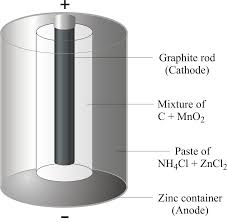 +
Graphite rod
(Cathode)
Mixture of
C + MnO₂
Paste of
NH₄Cl + ZnCl₂
Zinc container
(Anode)
–